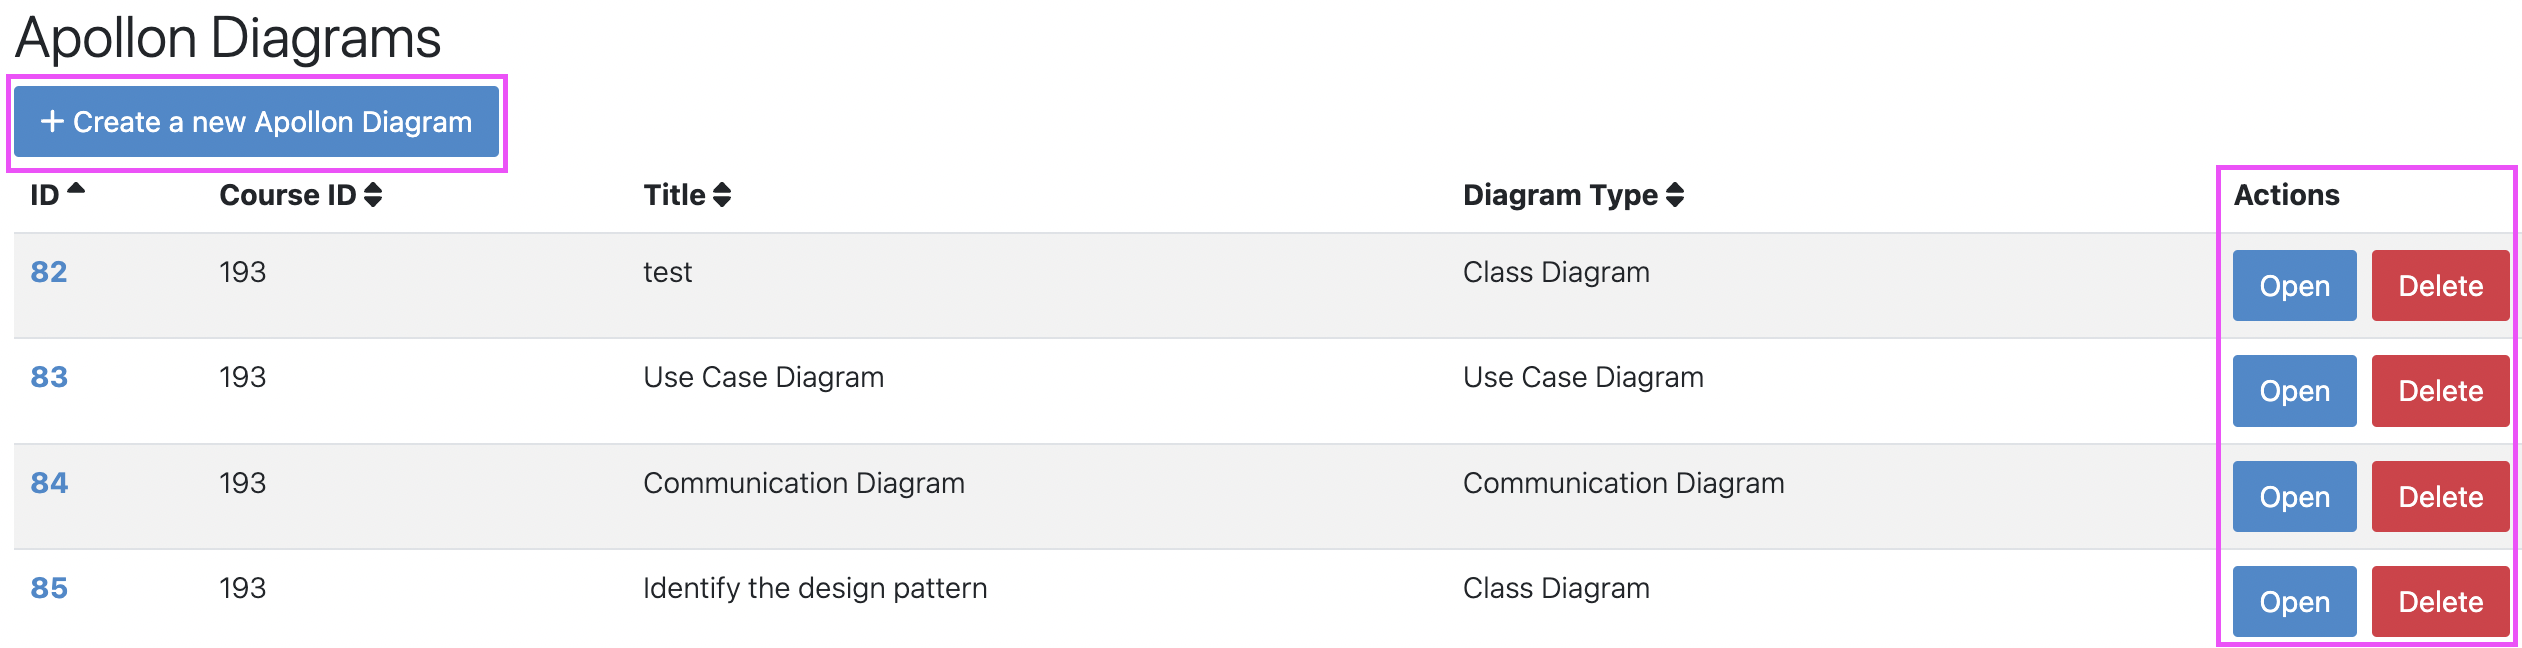 Apollon Diagrams
+ Create a new Apollon Diagram
ID Course ID Title Diagram Type Actions
82 193 test Class Diagram Open Delete
83 193 Use Case Diagram Use Case Diagram Open Delete
84 193 Communication Diagram Communication Diagram Open Delete
85 193 Identify the design pattern Class Diagram Open Delete